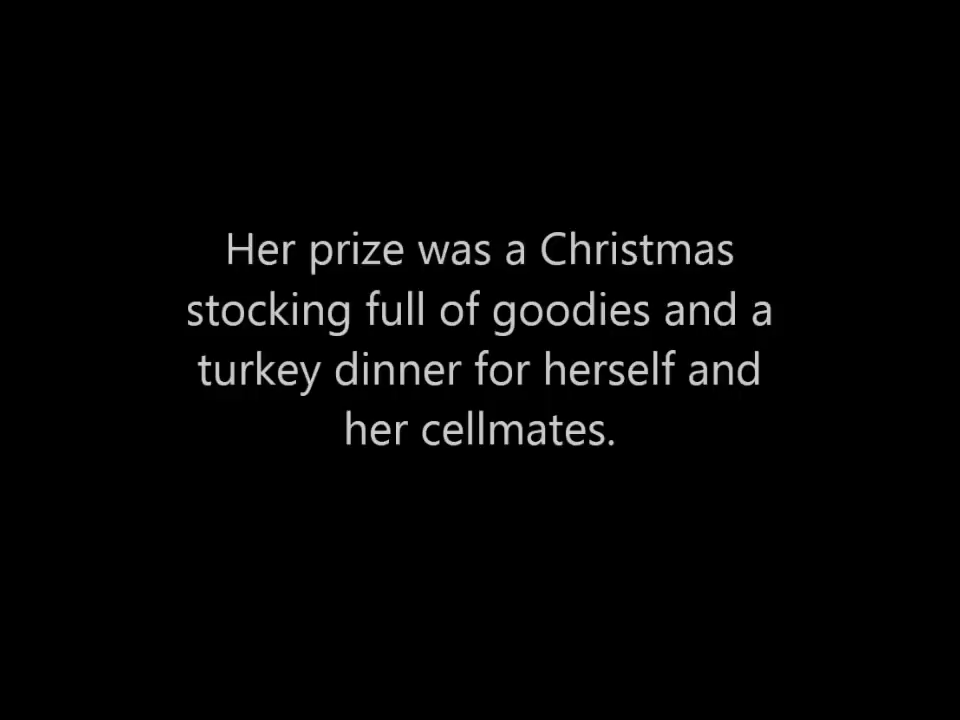 Her prize was a Christmas
stocking full of goodies and a
turkey dinner for herself and
her cellmates.